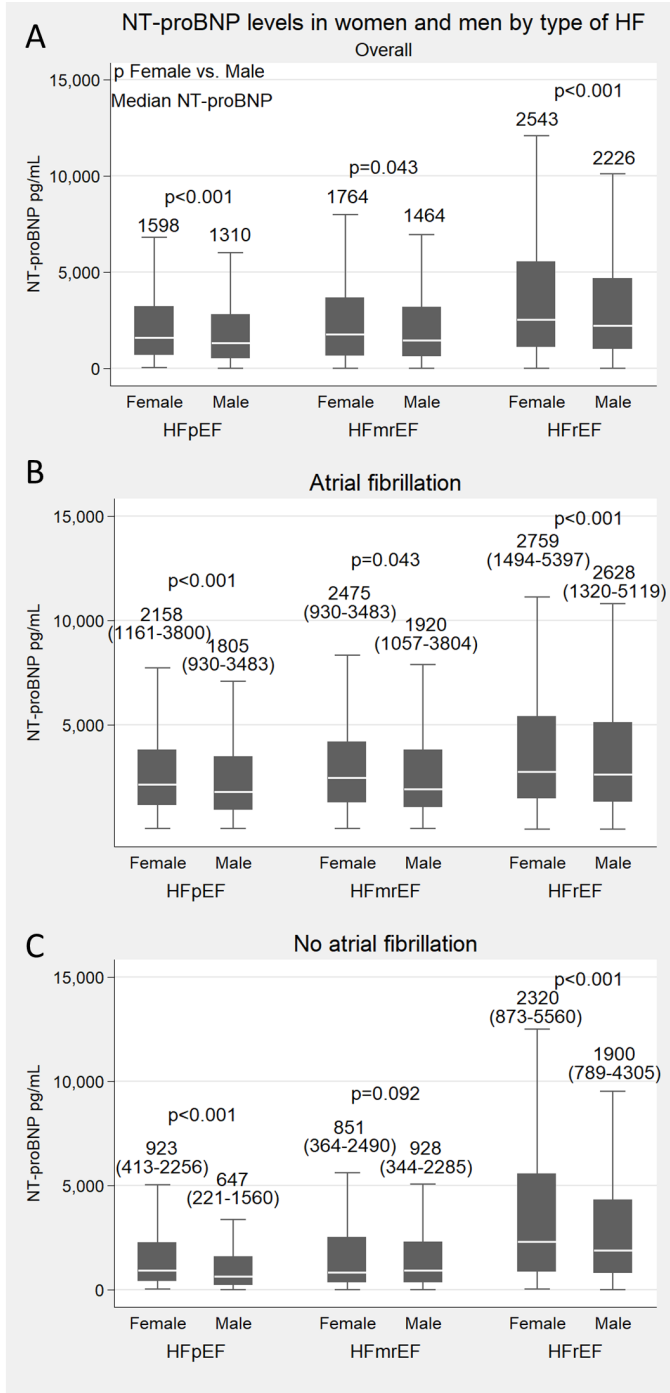 A
NT-proBNP levels in women and men by type of HF
Overall
p Female vs. Male
Median NT-proBNP
NT-proBNP pg/mL
15,000
10,000
5,000
0
p<0.001
1598
1310
p=0.043
1764
1464
p<0.001
2543
2226
Female Male Female Male Female Male
HFpEF HFmrEF HFrEF
B
Atrial fibrillation
NT-proBNP pg/mL
15,000
10,000
5,000
p<0.001
2158
(1161-3800)
1805
(930-3483)
p=0.043
2475
(930-3483)
1920
(1057-3804)
p<0.001
2759
(1494-5397)
2628
(1320-5119)
Female Male Female Male Female Male
HFpEF HFmrEF HFrEF
C
No atrial fibrillation
NT-proBNP pg/mL
15,000
10,000
5,000
0
p<0.001
923
(413-2256)
647
(221-1560)
p=0.092
851
(364-2490)
928
(344-2285)
p<0.001
2320
(873-5560)
1900
(789-4305)
Female Male Female Male Female Male
HFpEF HFmrEF HFrEF